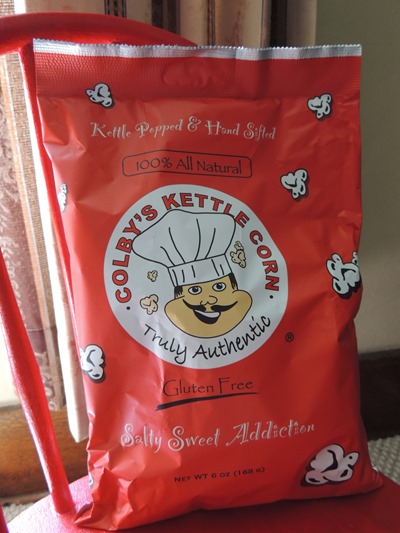 Kettle Popped & Hand Sifted
100% All Natural
• COLBY'S KETTLE CORN •
Truly Authentic
®
Gluten Free
Salty Sweet Addiction
NET WT 6 OZ (168 G)